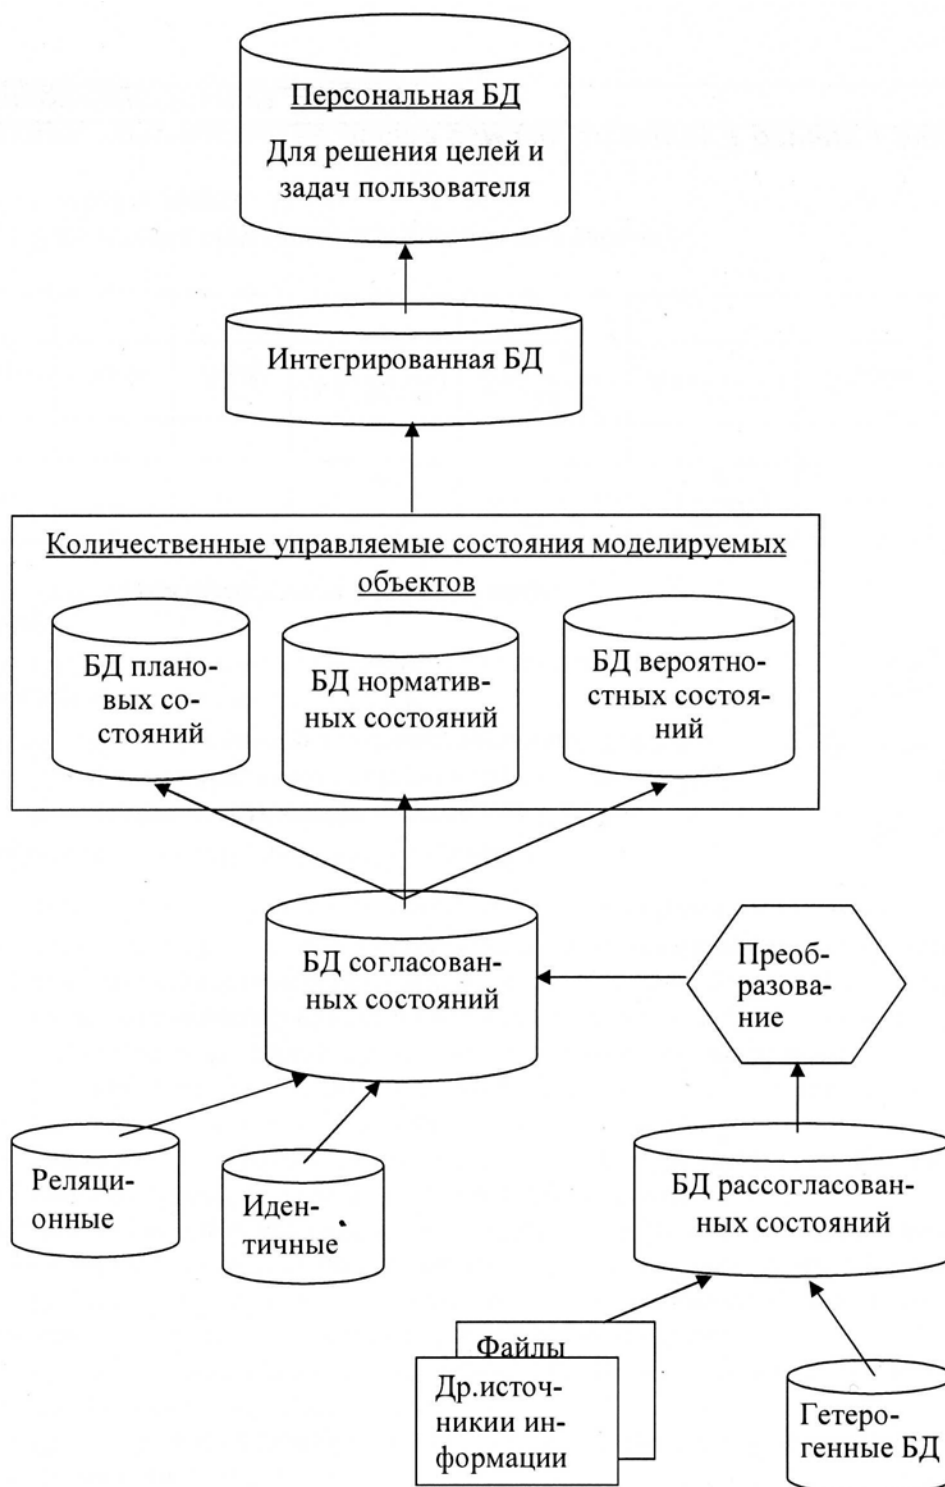 Персональная БД
Для решения целей и
задач пользователя
Интегрированная БД
Количественные управляемые состояния моделируемых
объектов
БД плано-
вых со-
стояний
БД норматив-
ных состояний
БД вероятно-
стных состоя-
ний
БД согласован-
ных состояний
Преоб-
разова-
ние
Реляци-
онные
Иден-
тичные
БД рассогласован-
ных состояний
Файлы
Др.источ-
никии ин-
формации
Гетеро-
генные БД